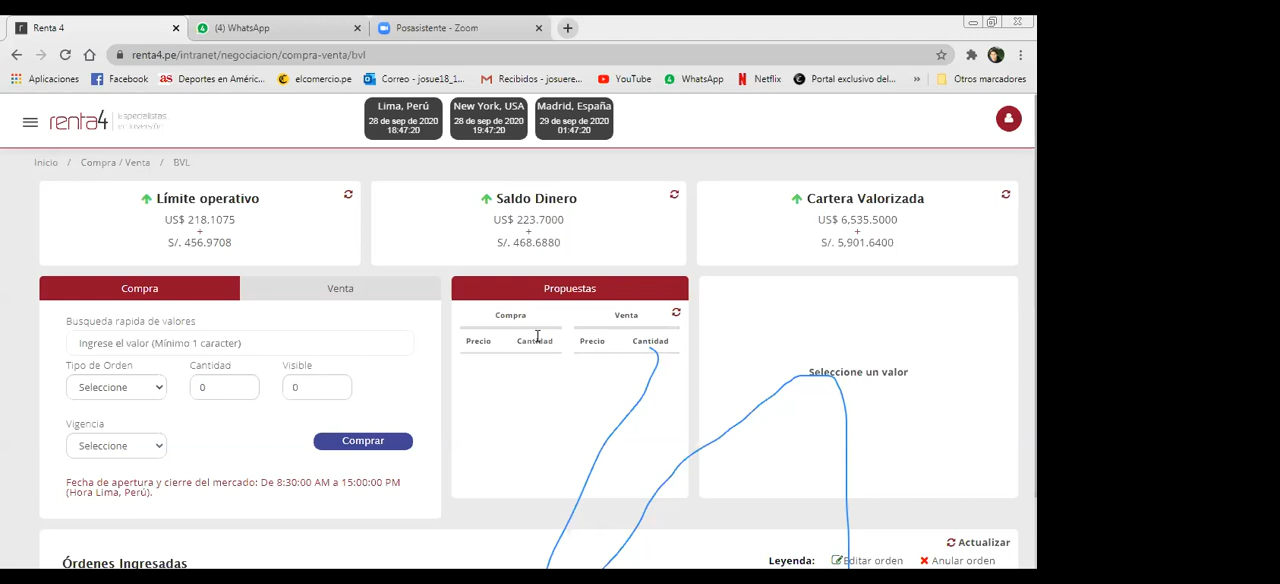 Renta 4
(4) WhatsApp
Posasistente - Zoom
renta4.pe/intranet/negociacion/compra-venta/bvl
Aplicaciones
Facebook
as Deportes en Améric...
elcomercio.pe
Correo - josue18_1...
Recibidos - josuere...
YouTube
WhatsApp
Netflix
Portal exclusivo del...
»
Otros marcadores
renta4 Especialistas en Inversión
Lima, Perú
28 de sep de 2020
18:47:20
New York, USA
28 de sep de 2020
19:47:20
Madrid, España
29 de sep de 2020
01:47:20
Inicio / Compra / Venta / BVL
Límite operativo
US$ 218.1075
+
S/. 456.9708
Saldo Dinero
US$ 223.7000
+
S/. 468.6880
Cartera Valorizada
US$ 6,535.5000
+
S/. 5,901.6400
Compra
Venta
Busqueda rapida de valores
Ingrese el valor (Mínimo 1 caracter)
Tipo de Orden
Cantidad
Visible
Seleccione
0
0
Vigencia
Seleccione
Comprar
Fecha de apertura y cierre del mercado: De 8:30:00 AM a 15:00:00 PM
(Hora Lima, Perú).
Propuestas
Compra
Venta
Precio
Cantidad
Precio
Cantidad
Seleccione un valor
Actualizar
Órdenes Ingresadas
Leyenda:
Editar orden
Anular orden